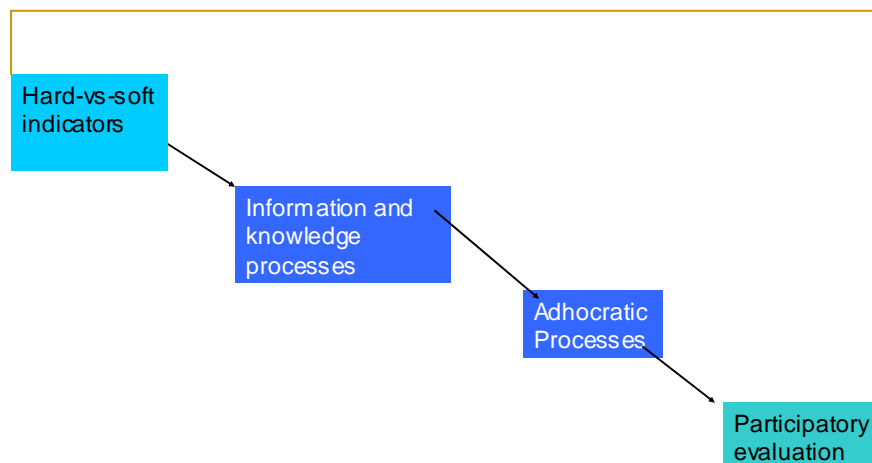 Hard-vs-soft
indicators
Information and
knowledge
processes
Adhocratic
Processes
Participatory
evaluation